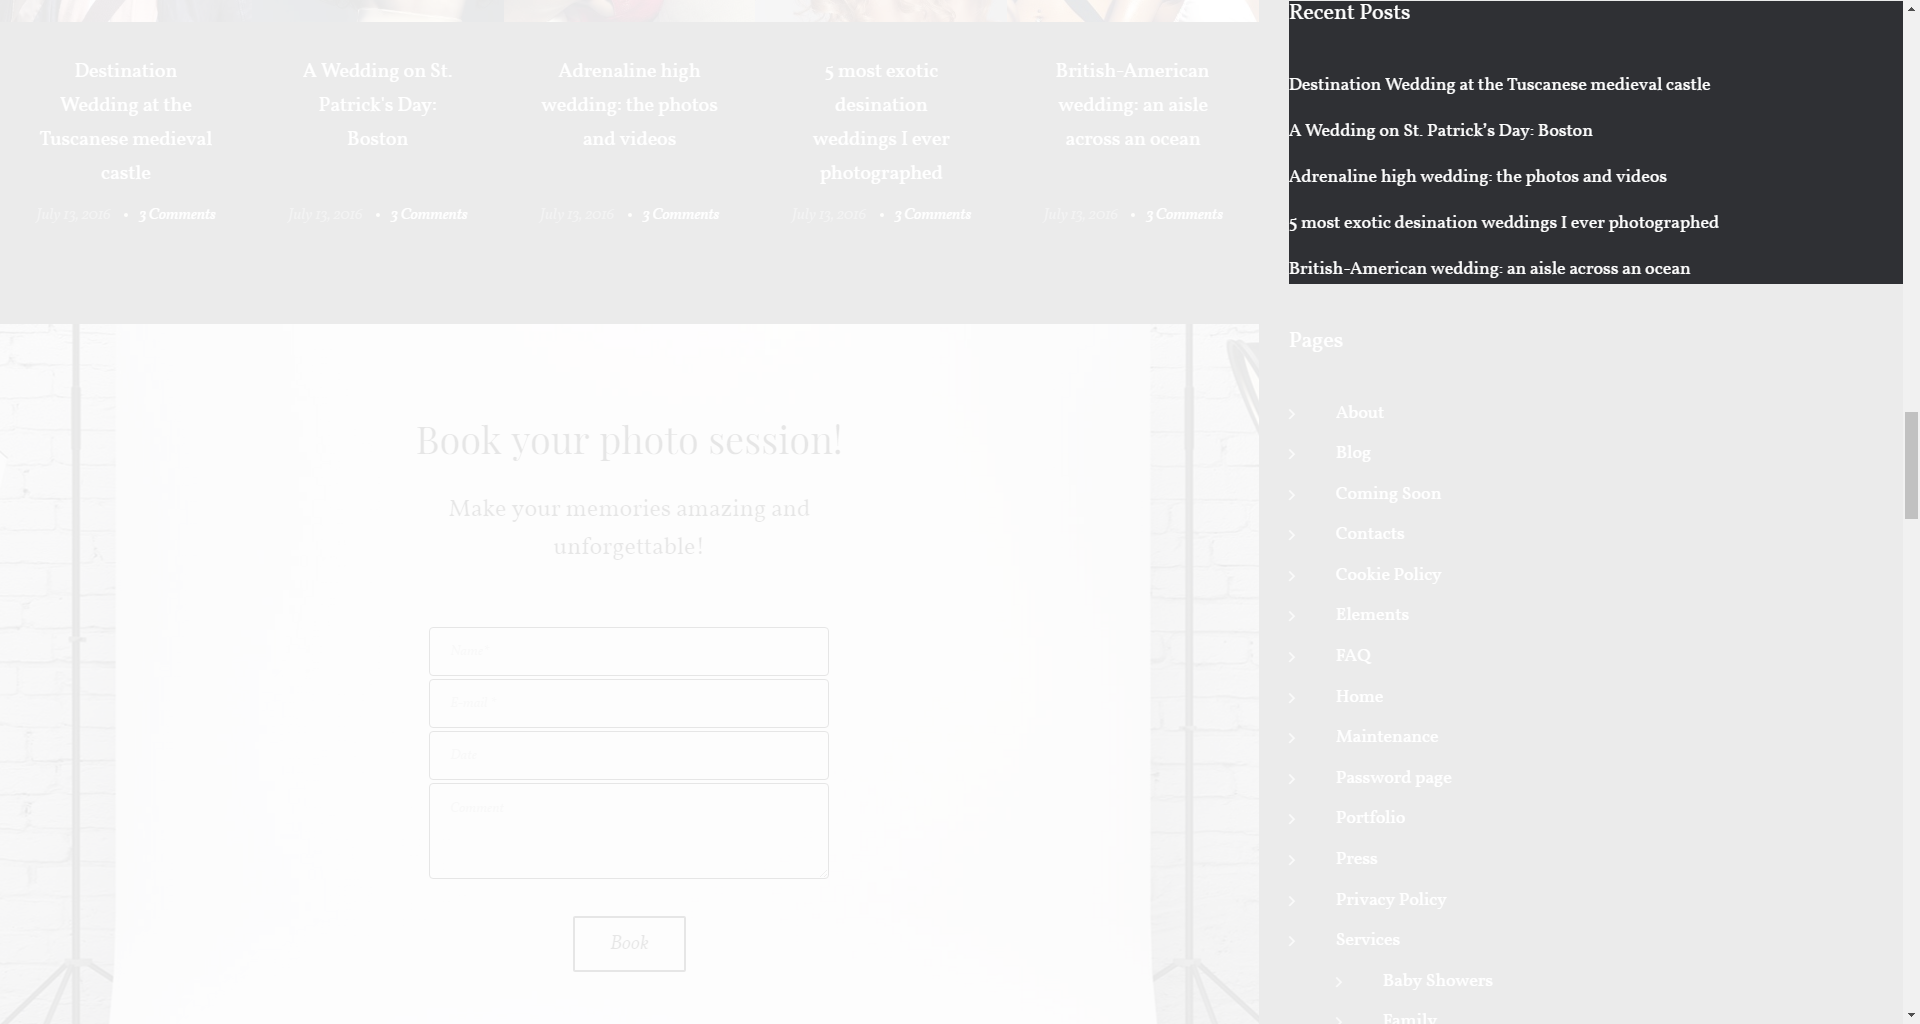 Destination
Wedding at the
Tuscanese medieval
castle
July 13, 2016 • 3 Comments
A Wedding on St.
Patrick's Day:
Boston
July 13, 2016 • 3 Comments
Adrenaline high
wedding: the photos
and videos
July 13, 2016 • 3 Comments
5 most exotic
desination
weddings I ever
photographed
July 13, 2016 • 3 Comments
British-American
wedding: an aisle
across an ocean
July 13, 2016 • 3 Comments
Book your photo session!
Make your memories amazing and
unforgettable!
Name*
E-mail *
Date
Comment
Book
Recent Posts
Destination Wedding at the Tuscanese medieval castle
A Wedding on St. Patrick’s Day: Boston
Adrenaline high wedding: the photos and videos
5 most exotic desination weddings I ever photographed
British-American wedding: an aisle across an ocean
Pages
About
Blog
Coming Soon
Contacts
Cookie Policy
Elements
FAQ
Home
Maintenance
Password page
Portfolio
Press
Privacy Policy
Services
Baby Showers
Family